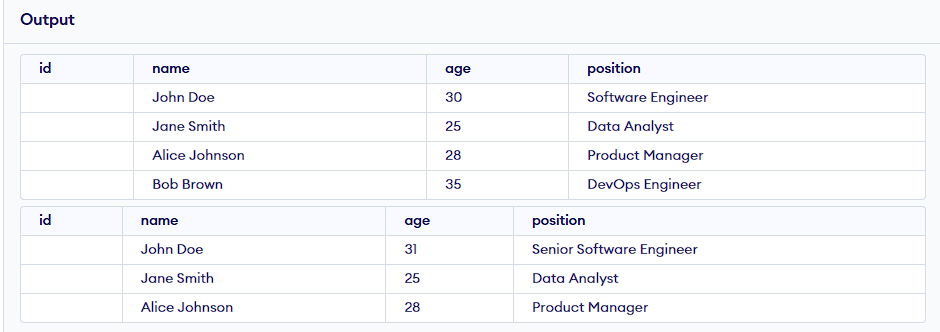 Output
id name age position
John Doe 30 Software Engineer
Jane Smith 25 Data Analyst
Alice Johnson 28 Product Manager
Bob Brown 35 DevOps Engineer
id name age position
John Doe 31 Senior Software Engineer
Jane Smith 25 Data Analyst
Alice Johnson 28 Product Manager